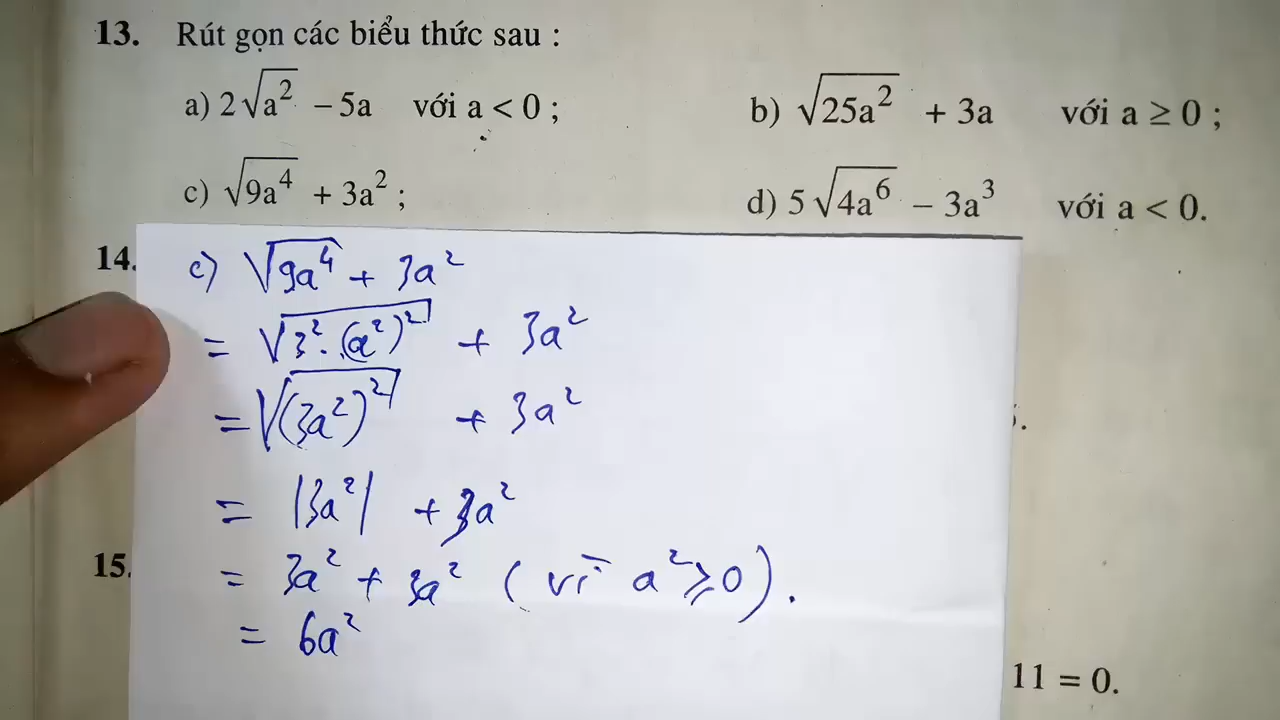 13. Rút gọn các biểu thức sau :
a) 2√a² – 5a với a < 0 ; b) √25a² + 3a với a ≥ 0 ;
c) √9a⁴ + 3a² ; d) 5√4a⁶ – 3a³ với a < 0.
14. c) √9a⁴ + 3a²
= √3².(a²)² + 3a²
= √(3a²)² + 3a²
= |3a²| + 3a²
15. = 3a² + 3a² (vì a² ≥ 0).
= 6a²
11 = 0.